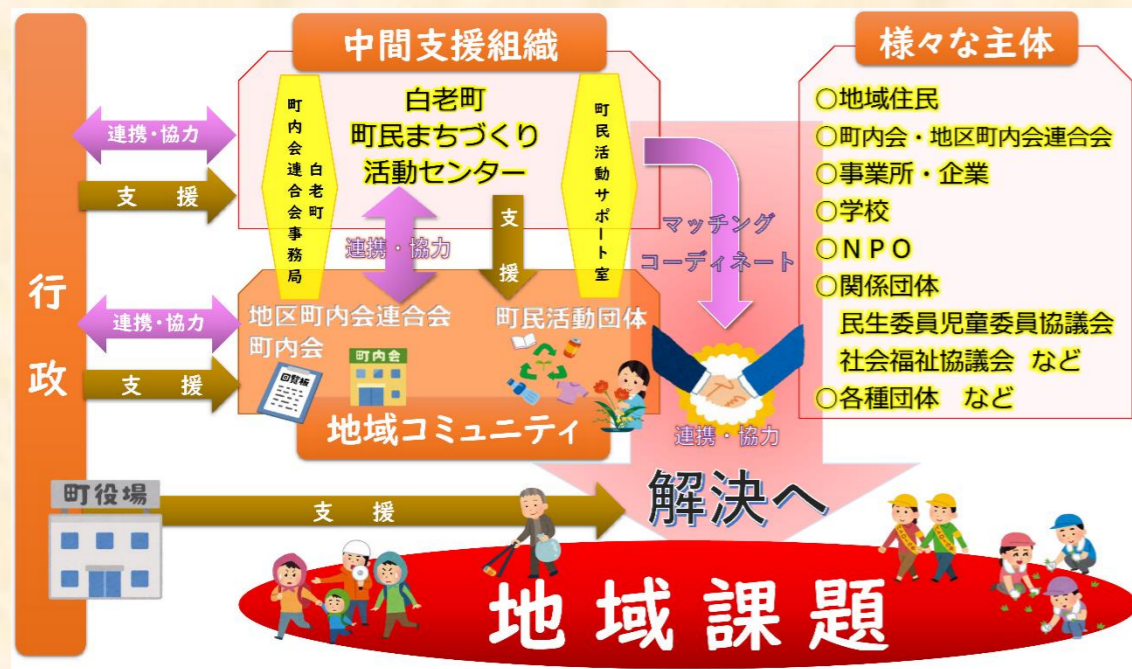 行政
町役場
連携・協力
支援
連携・協力
支援
支援
中間支援組織
白老町
町内会連合会事務局
白老町
町民まちづくり
活動センター
町民活動サポート室
連携・協力
支援
マッチング
コーディネート
地区町内会連合会
町内会
回覧板
町内会
町民活動団体
地域コミュニティ
連携・協力
様々な主体
○地域住民
○町内会・地区町内会連合会
○事業所・企業
○学校
○NPO
○関係団体
民生委員児童委員協議会
社会福祉協議会 など
○各種団体 など
解決へ
地域課題